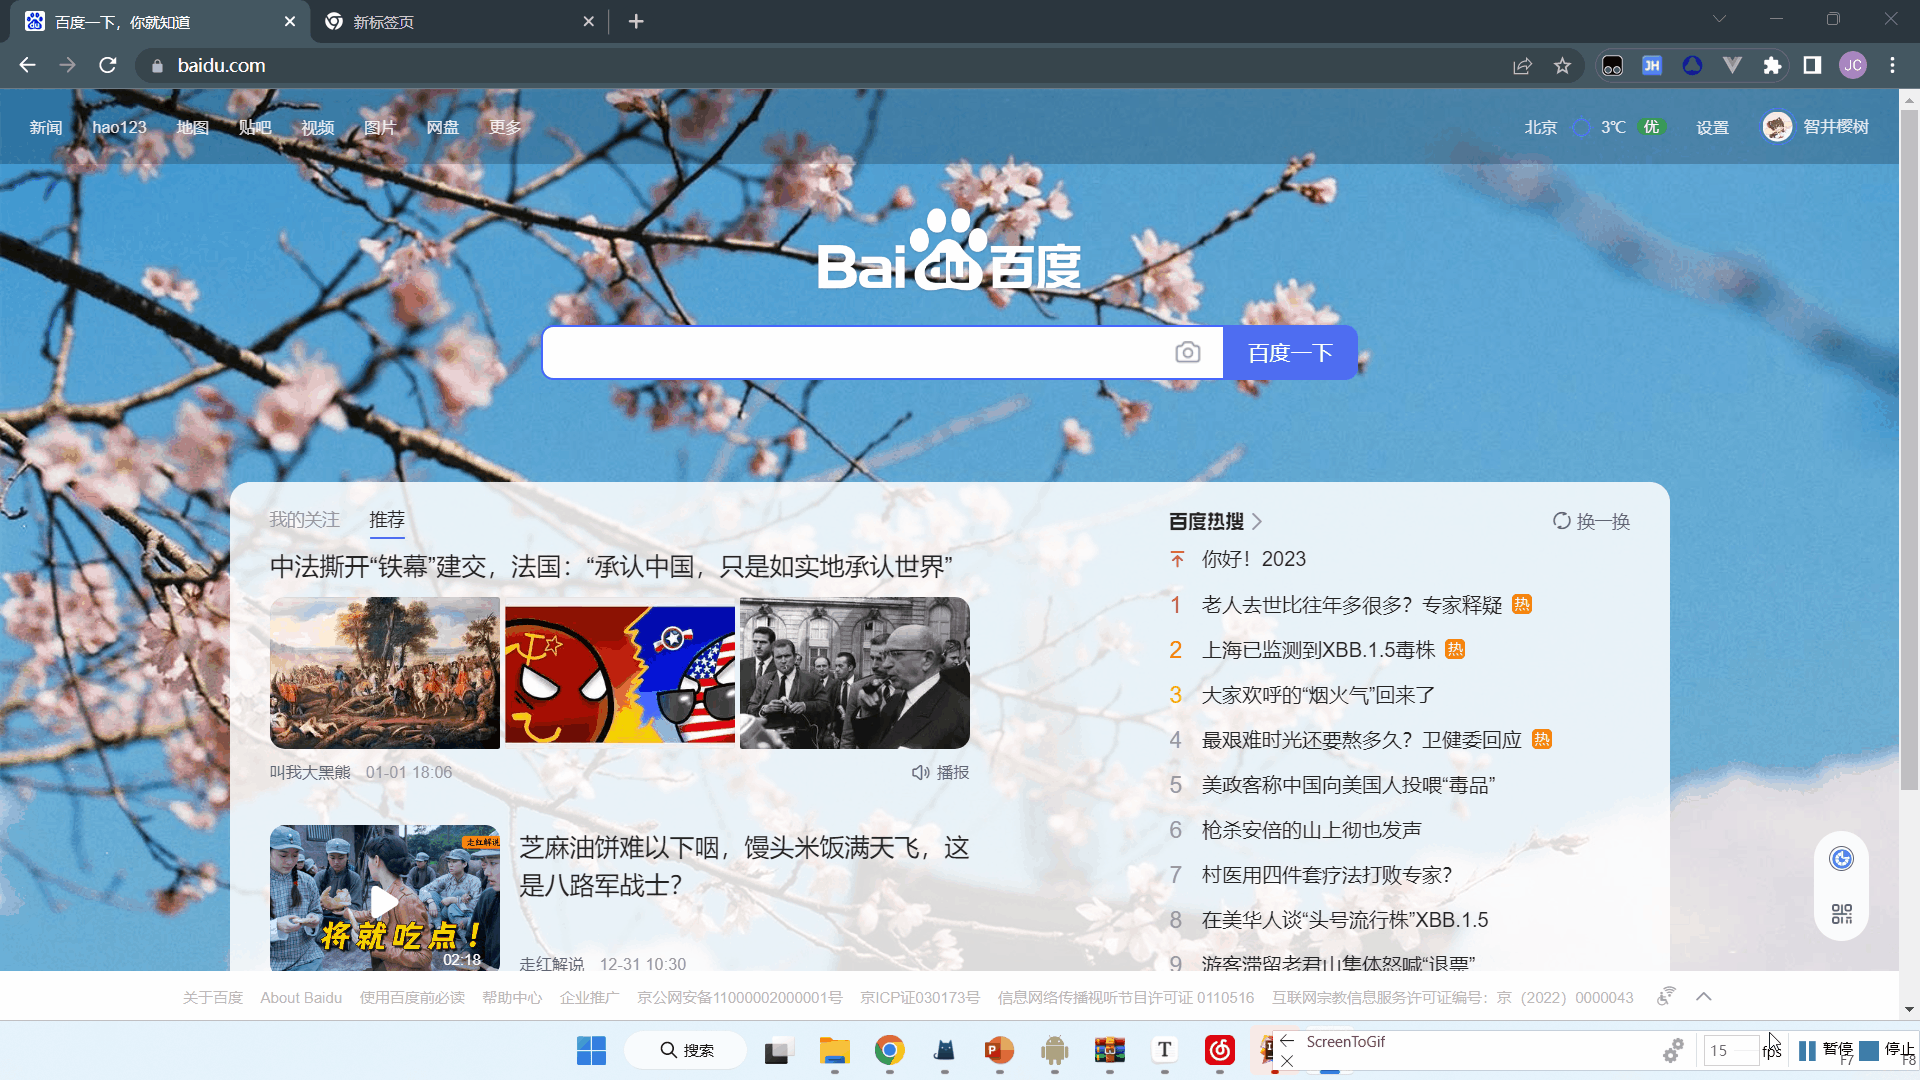 百度一下，你就知道
新标签页
baidu.com
JH
JC
新闻 hao123 地图 贴吧 视频 图片 网盘 更多
北京 3℃ 优 设置 智井樱树
Bai du 百度
百度一下
我的关注 推荐
中法撕开“铁幕”建交，法国：“承认中国，只是如实地承认世界”
叫我大黑熊 01-01 18:06
播报
走红解说
将就吃点！
02:18
芝麻油饼难以下咽，馒头米饭满天飞，这
是八路军战士？
走红解说 12-31 10:30
百度热搜
换一换
你好！2023
1 老人去世比往年多很多？专家释疑 热
2 上海已监测到XBB.1.5毒株 热
3 大家欢呼的“烟火气”回来了
4 最艰难时光还要熬多久？卫健委回应 热
5 美政客称中国向美国人投喂“毒品”
6 枪杀安倍的山上彻也发声
7 村医用四件套疗法打败专家？
8 在美华人谈“头号流行株”XBB.1.5
9 游客滞留老君山集体怒喊“退票”
关于百度 About Baidu 使用百度前必读 帮助中心 企业推广 京公网安备11000002000001号 京ICP证030173号 信息网络传播视听节目许可证 0110516 互联网宗教信息服务许可证编号：京（2022）0000043
搜索
P
T
ScreenToGif
15 fps
暂停 F7
停止 F8